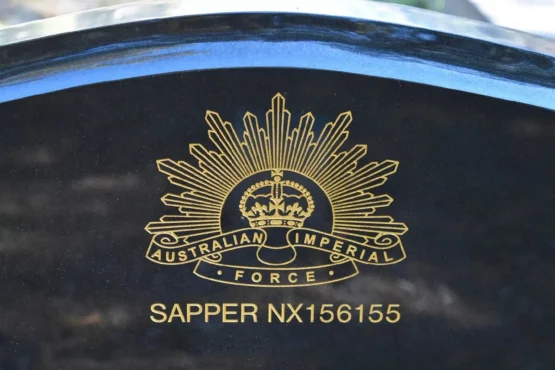 AUSTRALIAN IMPERIAL
· FORCE ·
SAPPER NX156155